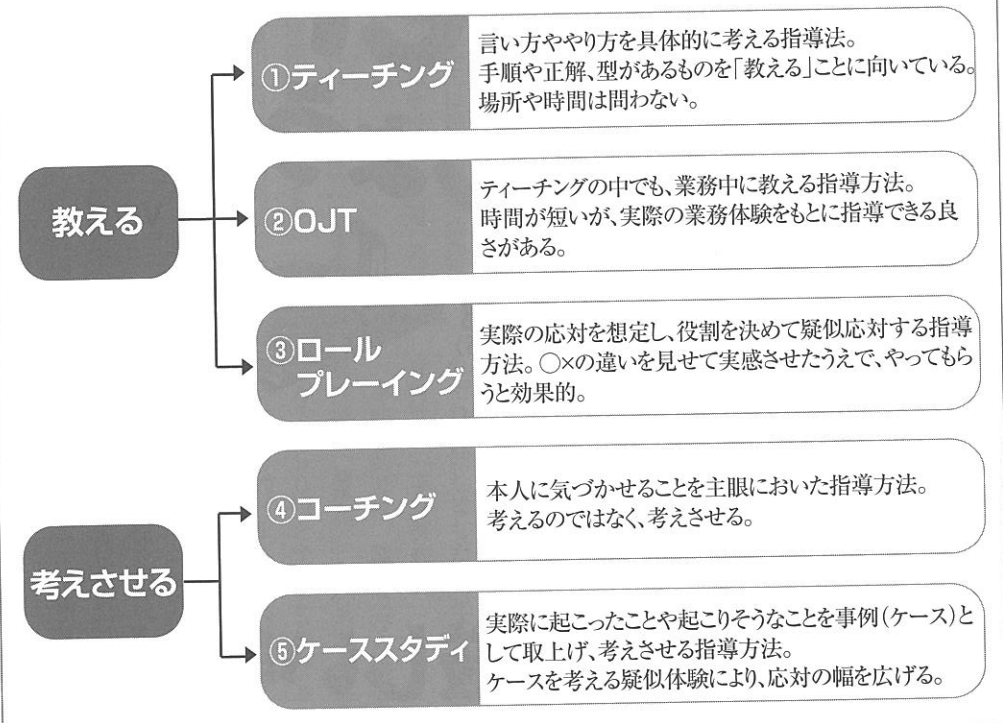 教える
①ティーチング
言い方ややり方を具体的に考える指導法。
手順や正解、型があるものを「教える」ことに向いている。
場所や時間は問わない。
②OJT
ティーチングの中でも、業務中に教える指導方法。
時間が短いが、実際の業務体験をもとに指導できる良
さがある。
③ロール
プレーイング
実際の応対を想定し、役割を決めて疑似応対する指導
方法。○×の違いを見せて実感させたうえで、やってもら
うと効果的。
考えさせる
④コーチング
本人に気づかせることを主眼においた指導方法。
考えるのではなく、考えさせる。
⑤ケーススタディ
実際に起こったことや起こりそうなことを事例(ケース)と
して取上げ、考えさせる指導方法。
ケースを考える疑似体験により、応対の幅を広げる。